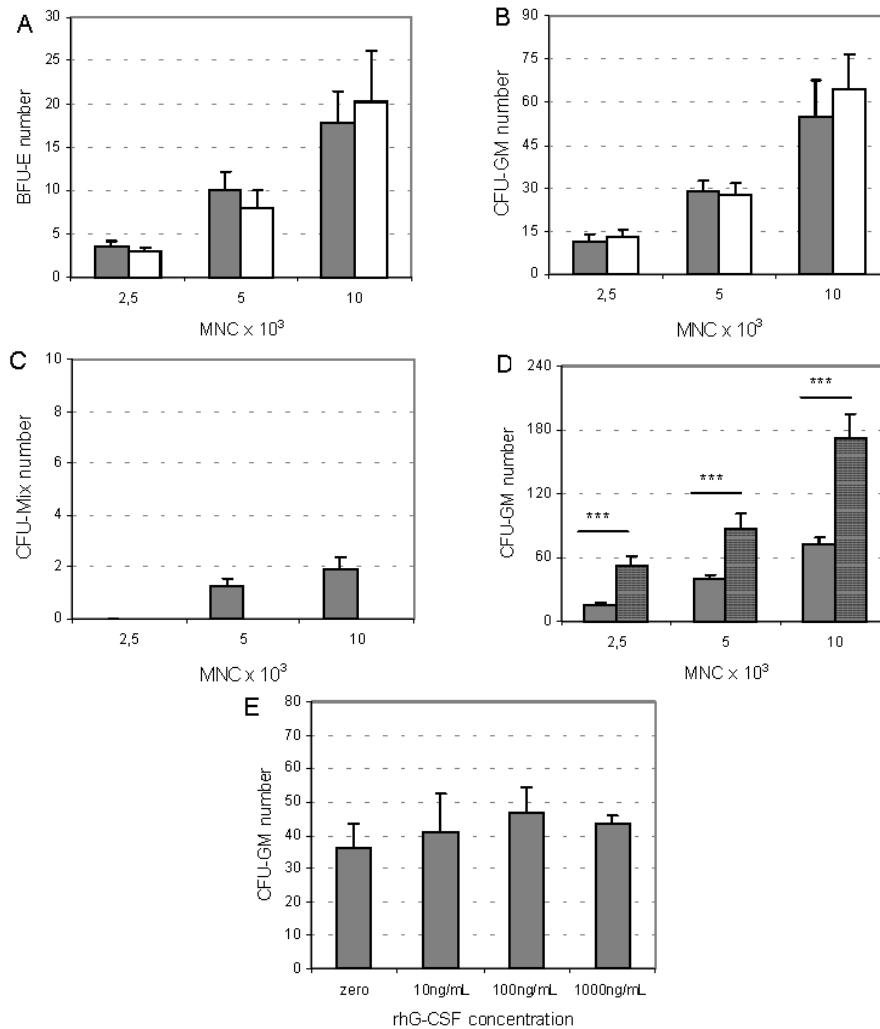 A
BFU-E number
30
25
20
15
10
5
0
2,5 5 10
MNC x 10³
B
CFU-GM number
90
75
60
45
30
15
0
2,5 5 10
MNC x 10³
C
CFU-Mix number
10
8
6
4
2
0
2,5 5 10
MNC x 10³
D
CFU-GM number
240
180
120
60
0
***
***
***
2,5 5 10
MNC x 10³
E
CFU-GM number
80
70
60
50
40
30
20
10
0
zero 10ng/mL 100ng/mL 1000ng/mL
rhG-CSF concentration